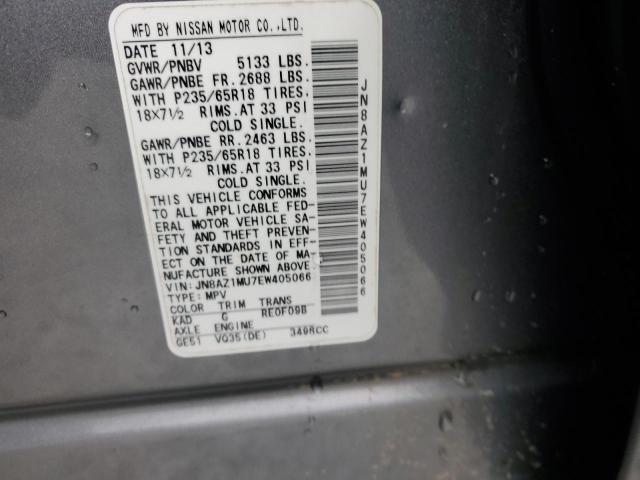 MFD BY NISSAN MOTOR CO.,LTD.
DATE 11/13
GVWR/PNBV 5133 LBS.
GAWR/PNBE FR. 2688 LBS.
WITH P235/65R18 TIRES.
18X7½ RIMS. AT 33 PSI
COLD SINGLE.
GAWR/PNBE RR. 2463 LBS.
WITH P235/65R18 TIRES.
18X7½ RIMS. AT 33 PSI
COLD SINGLE.
THIS VEHICLE CONFORMS
TO ALL APPLICABLE FED-
ERAL MOTOR VEHICLE SA-
FETY AND THEFT PREVEN-
TION STANDARDS IN EFF-
ECT ON THE DATE OF MA-
NUFACTURE SHOWN ABOVE.
VIN: JN8AZ1MU7EW405066
TYPE: MPV
COLOR TRIM TRANS
KAD G RE0F09B
AXLE ENGINE
GE51 VQ35(DE) 3498CC
JN8AZ1MU7EW405066